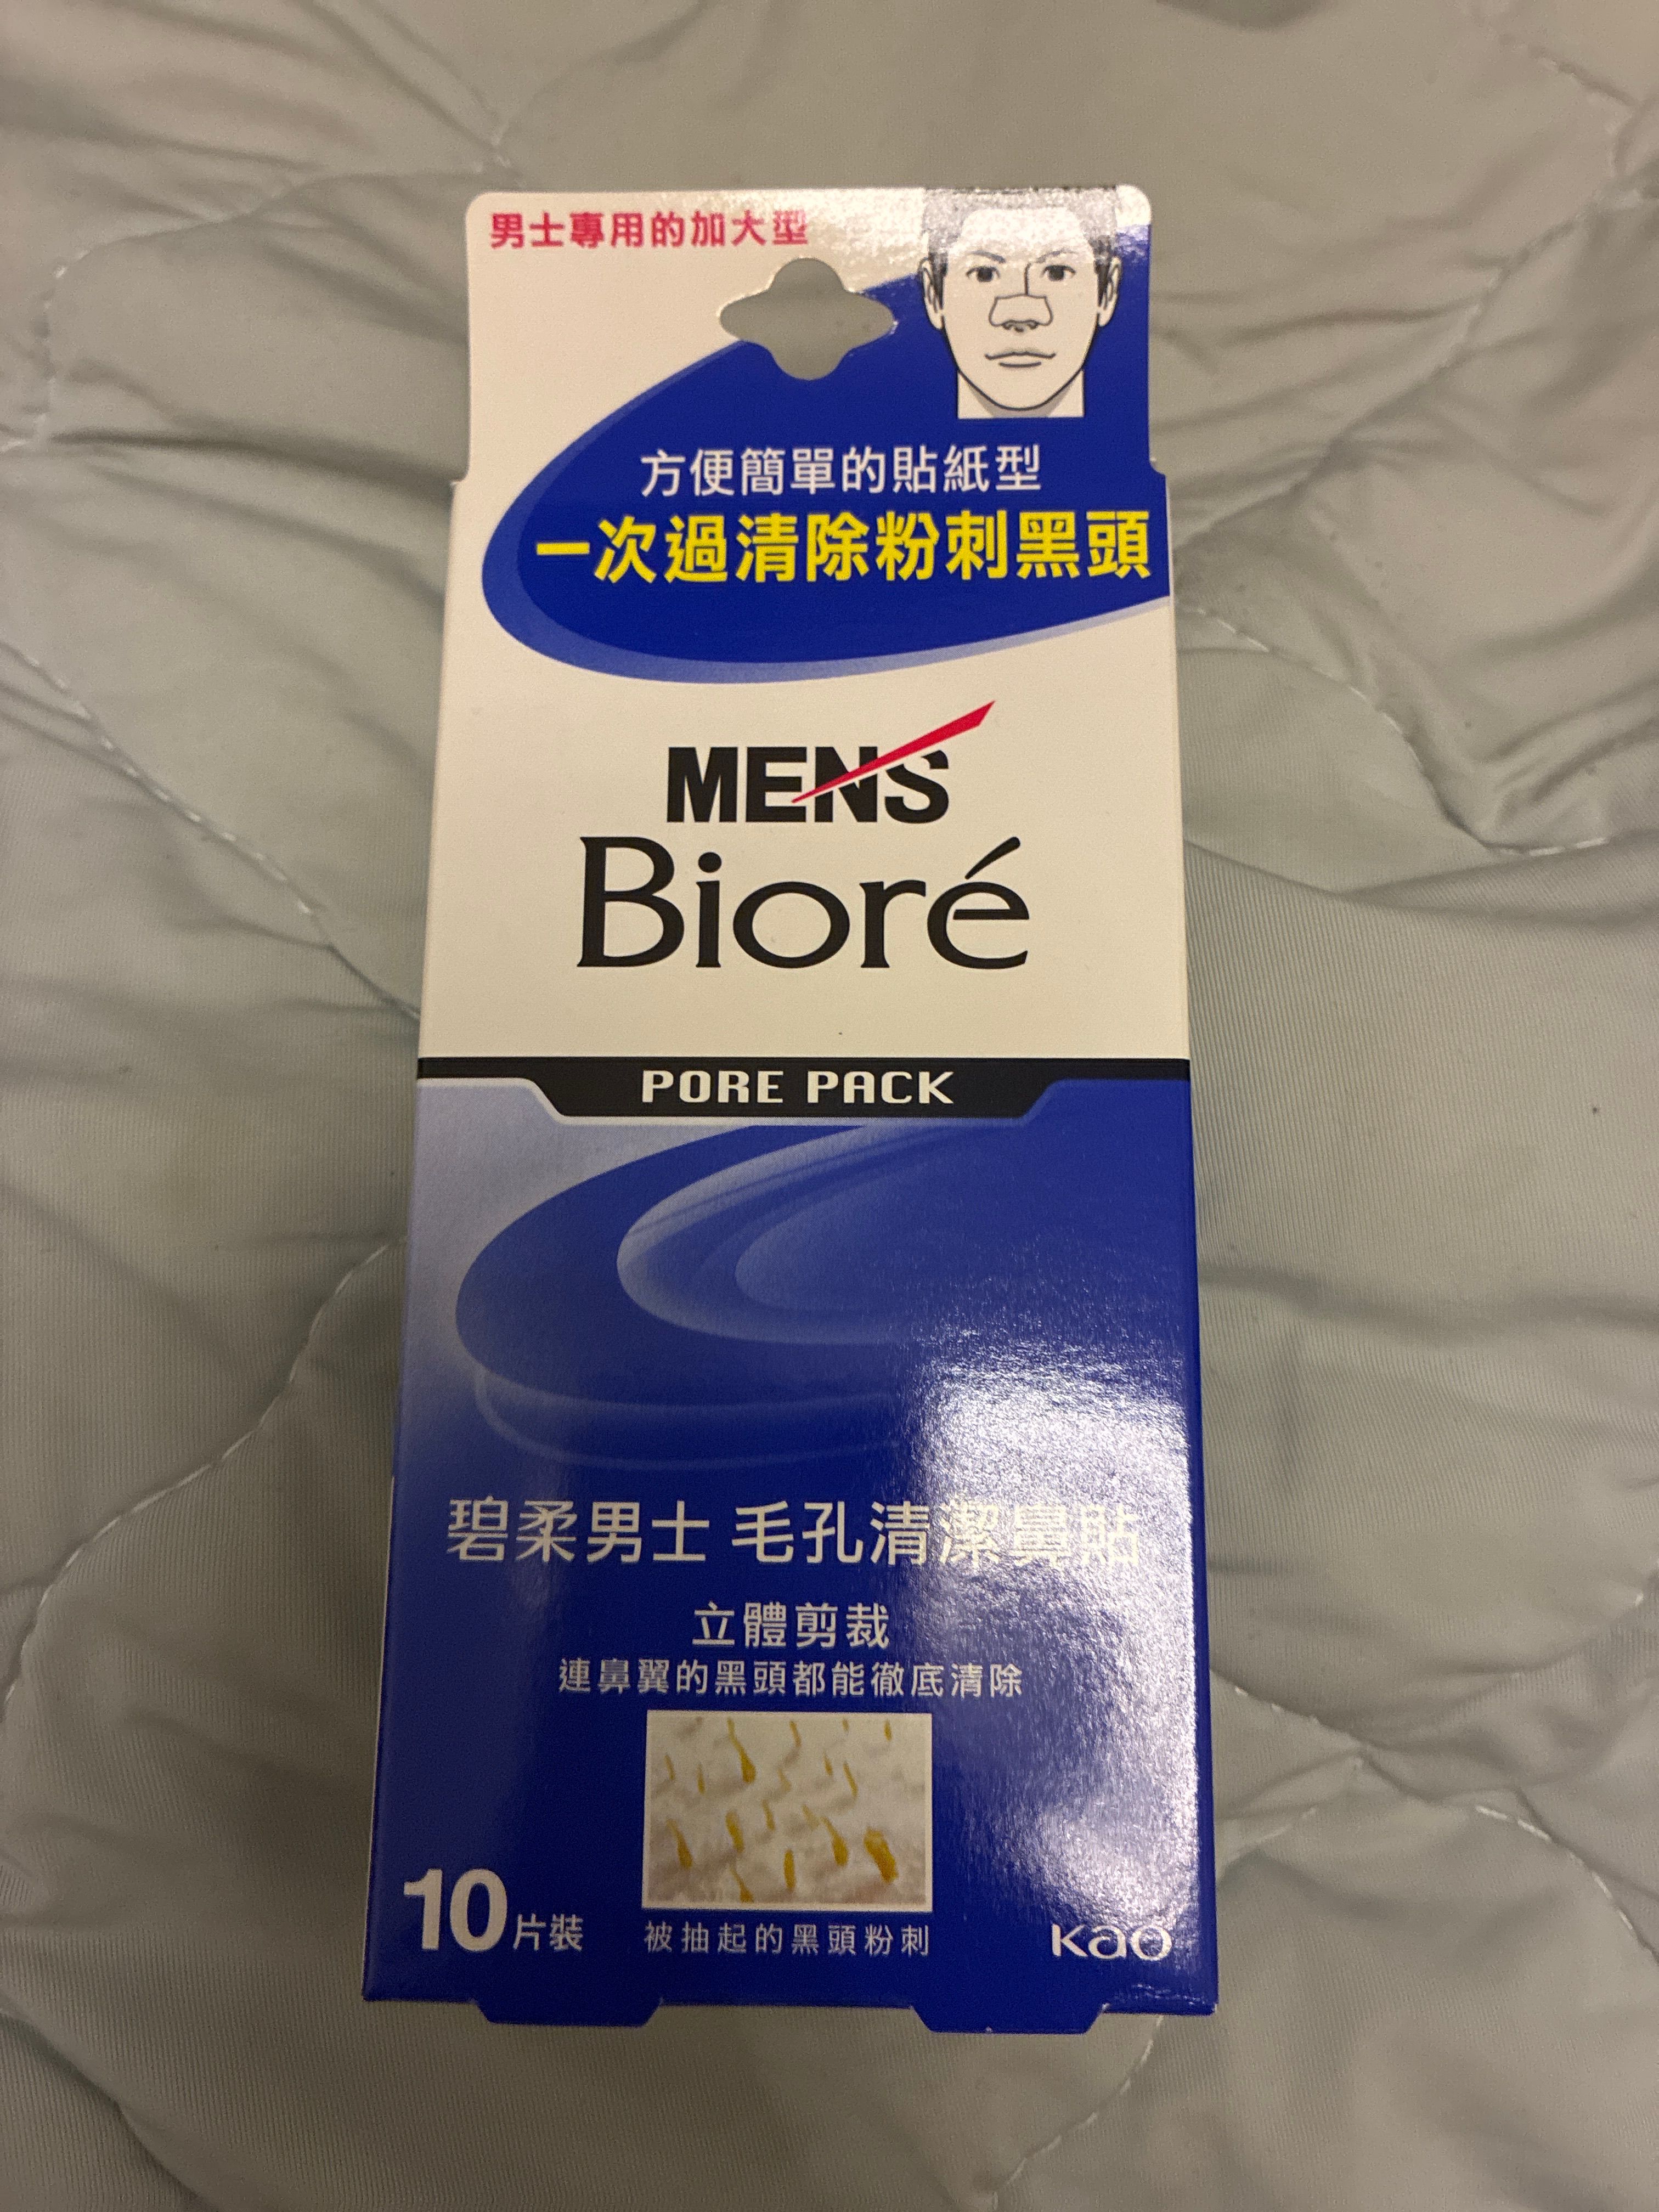 男士專用的加大型
方便簡單的貼紙型
一次過清除粉刺黑頭
MEN'S
Bioré
PORE PACK
碧柔男士 毛孔清潔鼻貼
立體剪裁
連鼻翼的黑頭都能徹底清除
10片裝
被抽起的黑頭粉刺
Kao